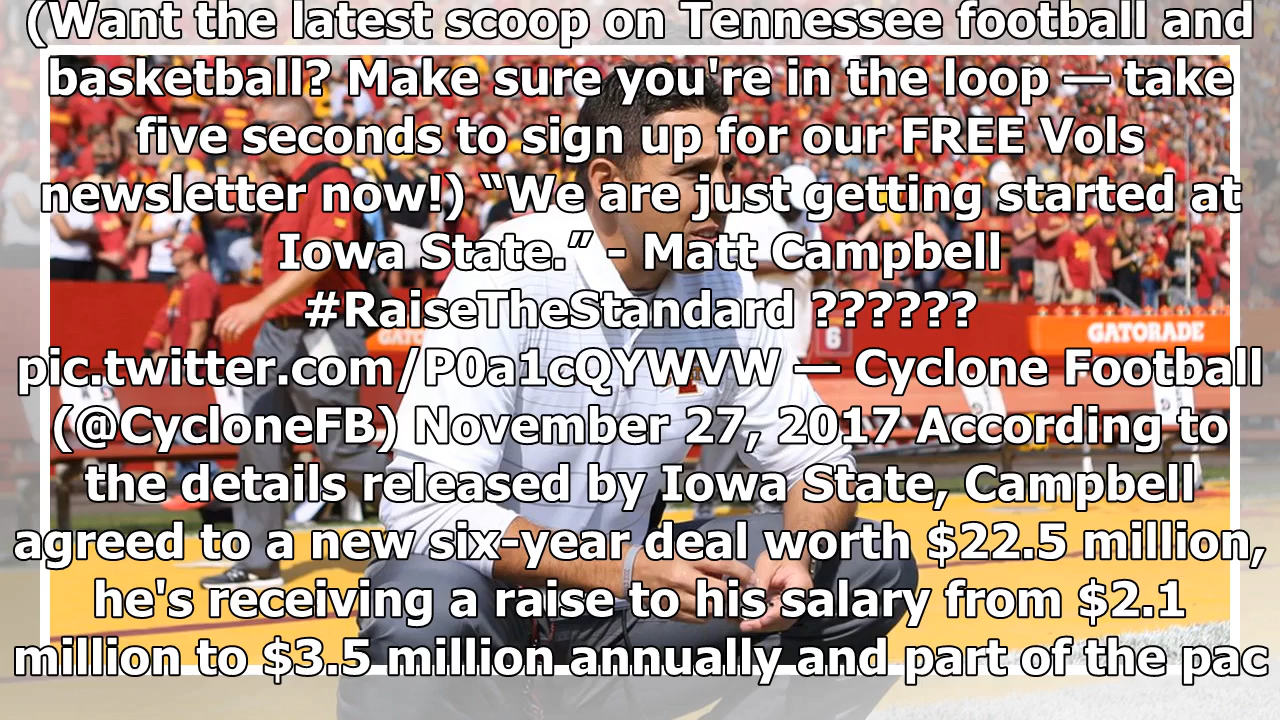 (Want the latest scoop on Tennessee football and
basketball? Make sure you're in the loop — take
five seconds to sign up for our FREE Vols
newsletter now!) “We are just getting started at
Iowa State.” - Matt Campbell
#RaiseTheStandard ??????
pic.twitter.com/P0a1cQYWVW — Cyclone Football
(@CycloneFB) November 27, 2017 According to
the details released by Iowa State, Campbell
agreed to a new six-year deal worth $22.5 million,
he's receiving a raise to his salary from $2.1
million to $3.5 million annually and part of the pac
GATORADE
6